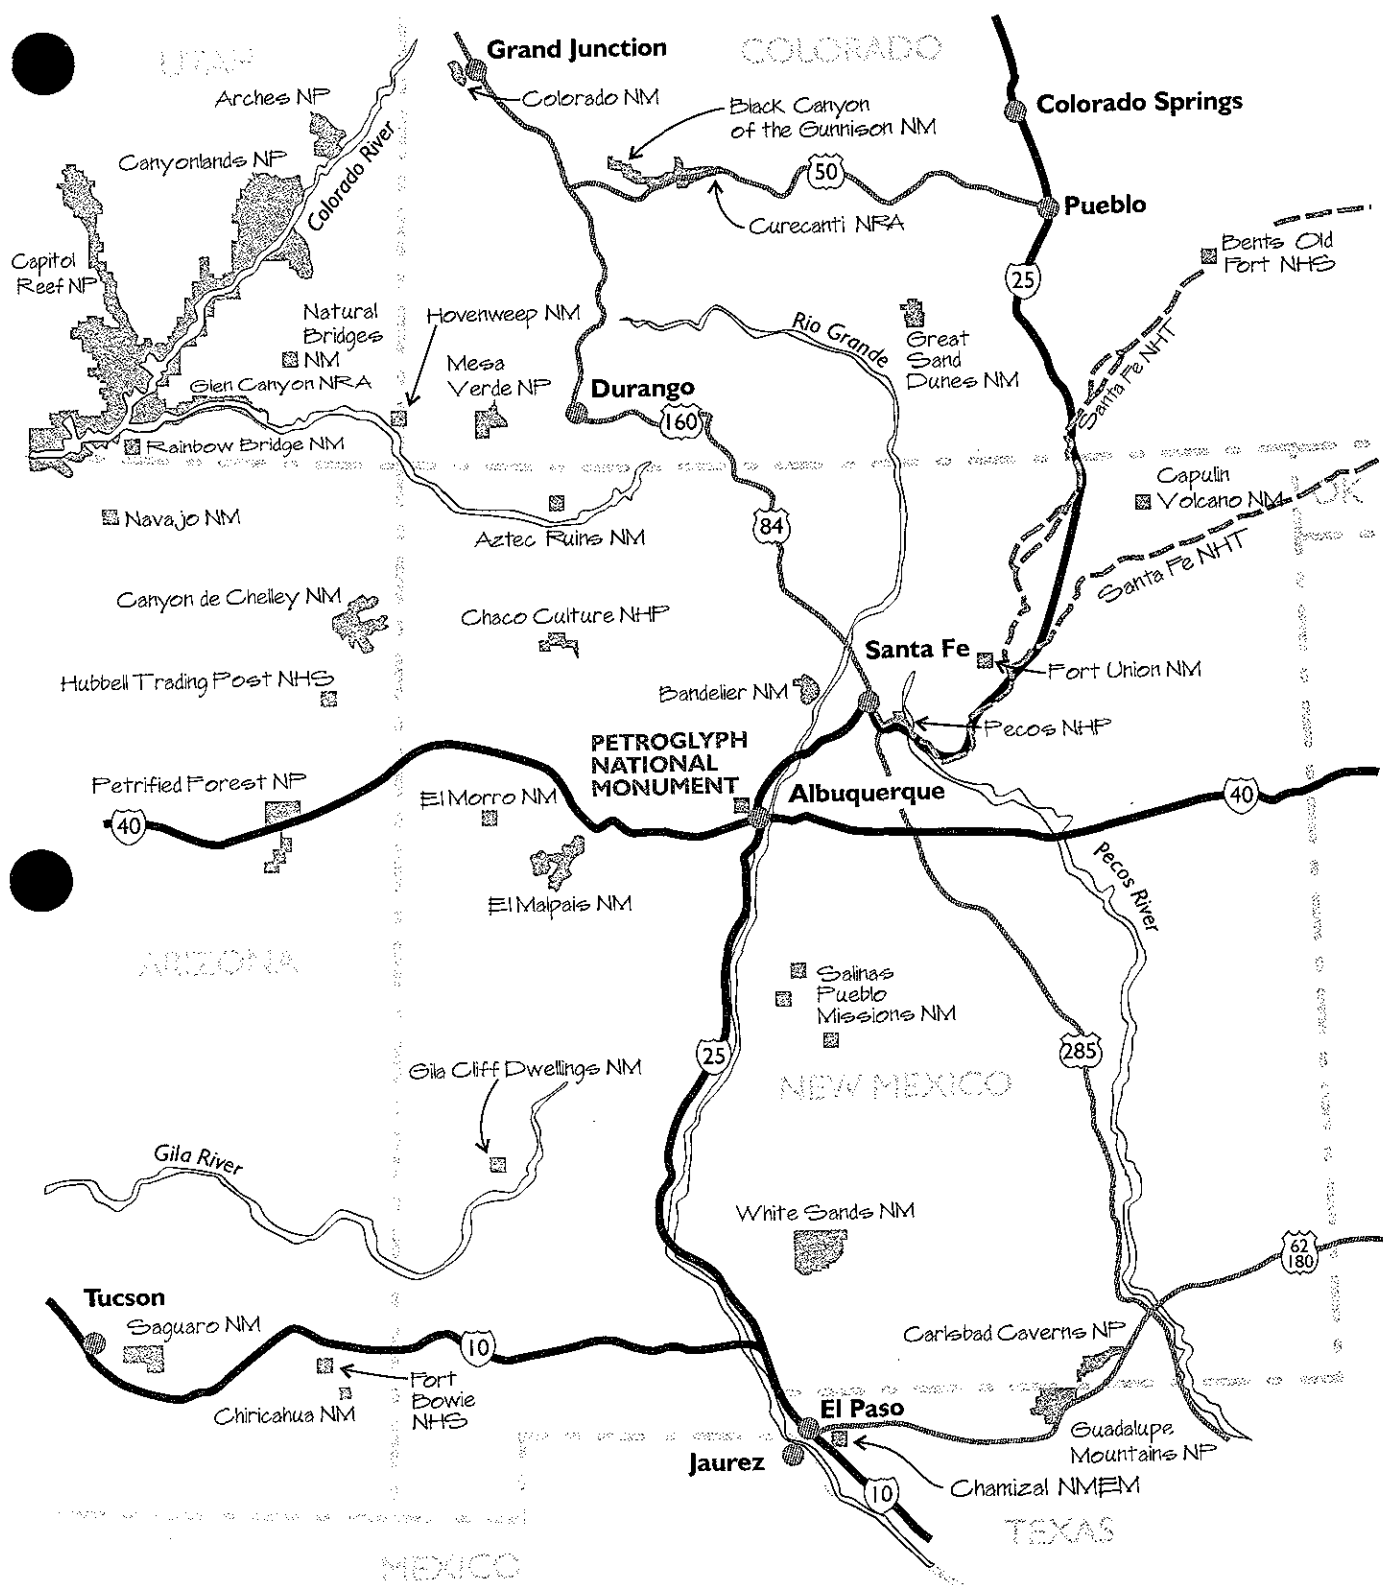 UTAH
COLORADO
Grand Junction
Colorado NM
Arches NP
Black Canyon
of the Gunnison NM
Colorado Springs
Canyonlands NP
Colorado River
50
Curecanti NRA
Pueblo
Capitol
Reef NP
Bents Old
Fort NHS
25
Natural
Bridges
NM
Hovenweep NM
Rio Grande
Great
Sand
Dunes NM
Santa Fe NHT
Mesa
Verde NP
Glen Canyon NRA
Durango
160
Rainbow Bridge NM
Capulin
Volcano NM
OK
Navajo NM
Aztec Ruins NM
84
Santa Fe NHT
Canyon de Chelley NM
Chaco Culture NHP
Santa Fe
Fort Union NM
Hubbell Trading Post NHS
Bandelier NM
Pecos NHP
PETROGLYPH
NATIONAL
MONUMENT
Petrified Forest NP
El Morro NM
Albuquerque
40
40
Pecos River
El Malpais NM
ARIZONA
Salinas
Pueblo
Missions NM
25
285
Gila Cliff Dwellings NM
NEW MEXICO
Gila River
White Sands NM
62
180
Tucson
Saguaro NM
10
Carlsbad Caverns NP
Fort
Bowie
NHS
Chiricahua NM
El Paso
Guadalupe
Mountains NP
Jaurez
Chamizal NMEM
10
TEXAS
MEXICO